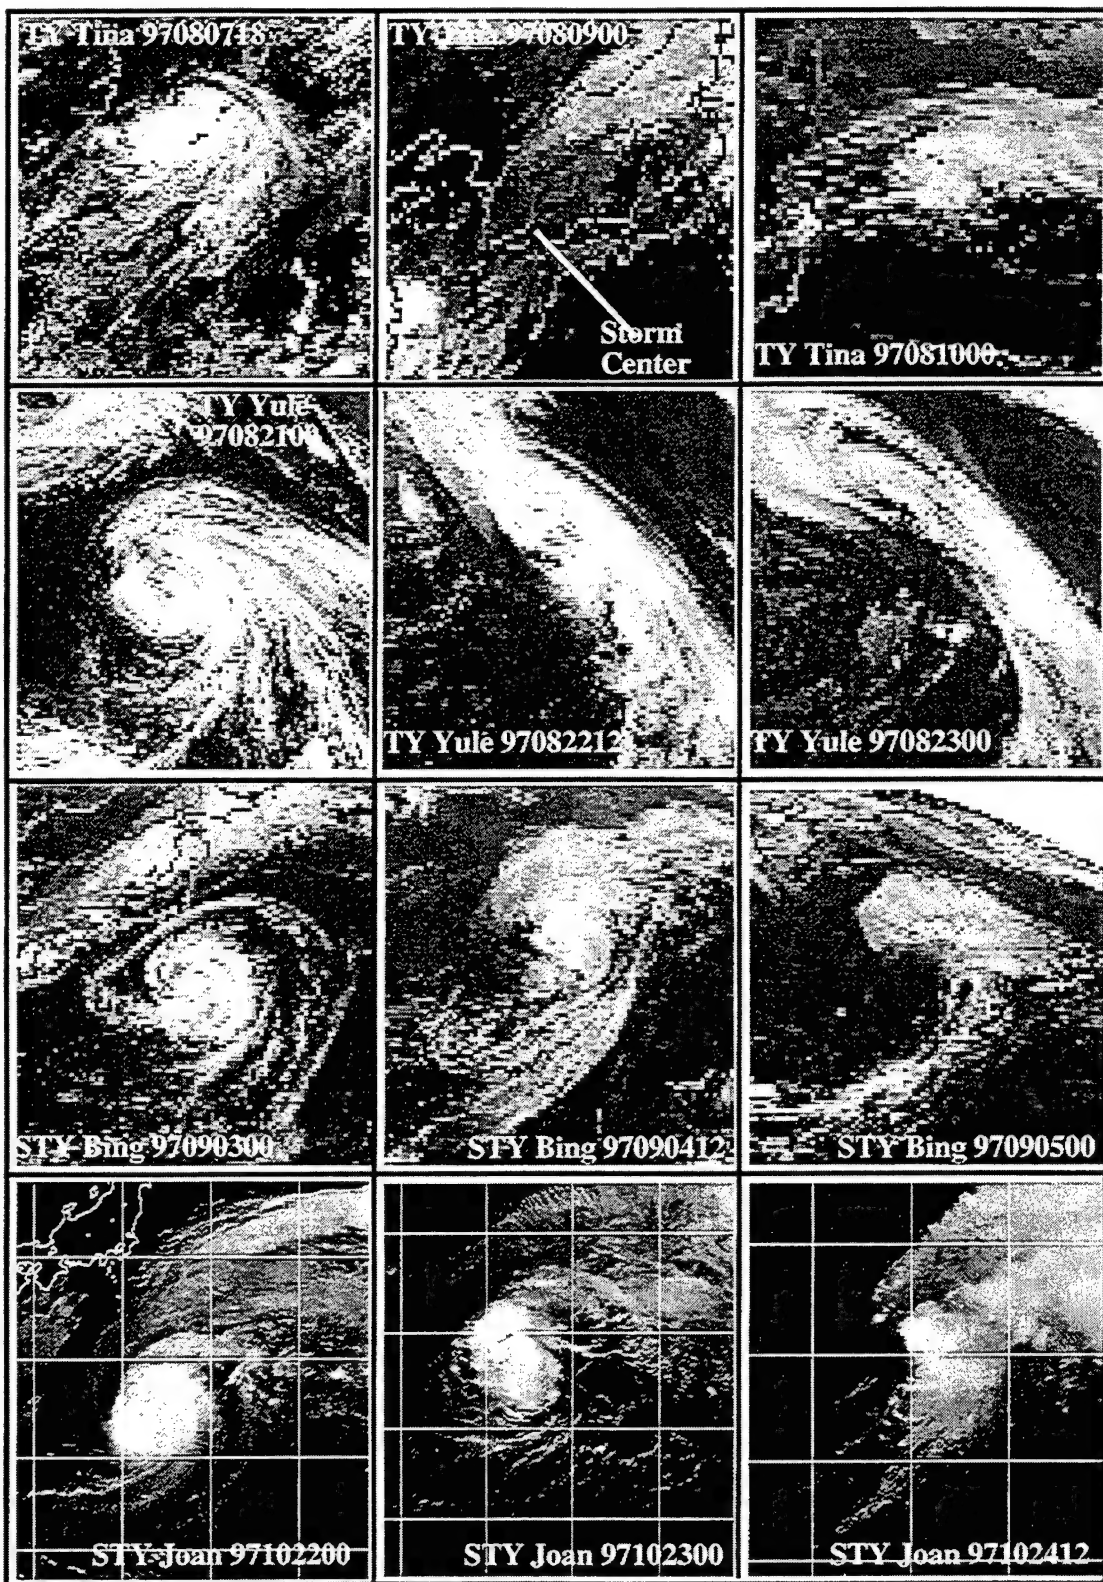 TY Tina 97080718
TY Tina 97080900
Storm
Center
TY Tina 97081000
TY Yule
97082100
TY Yule 97082212
TY Yule 97082300
STY Bing 97090300
STY Bing 97090412
STY Bing 97090500
STY Joan 97102200
STY Joan 97102300
STY Joan 97102412